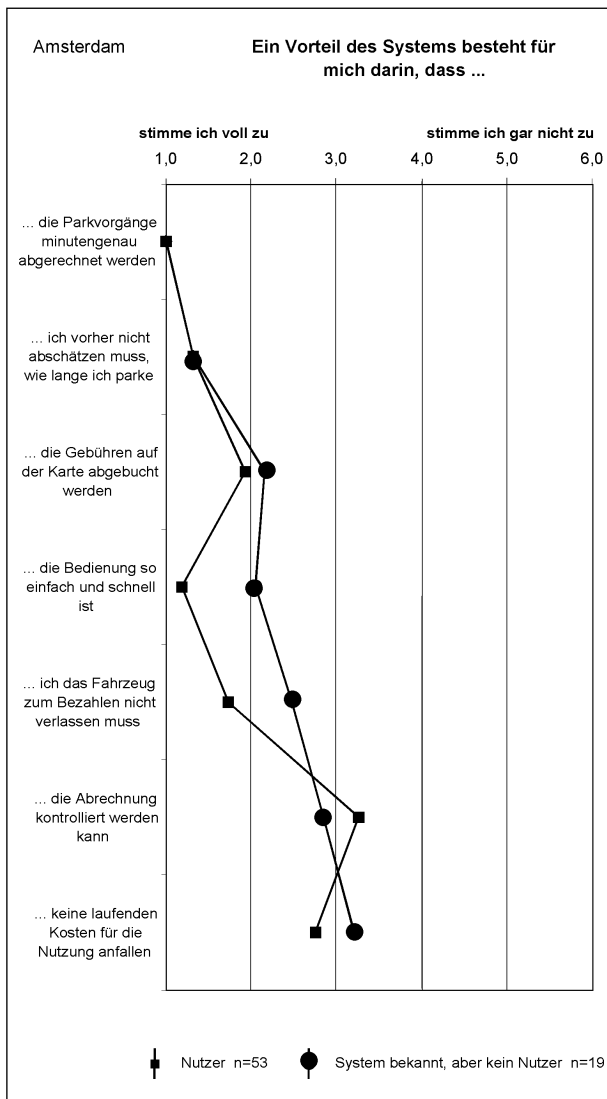 Amsterdam
Ein Vorteil des Systems besteht für
mich darin, dass ...
stimme ich voll zu
stimme ich gar nicht zu
1,0 2,0 3,0 4,0 5,0 6,0
... die Parkvorgänge
minutengenau
abgerechnet werden
... ich vorher nicht
abschätzen muss,
wie lange ich parke
... die Gebühren auf
der Karte abgebucht
werden
... die Bedienung so
einfach und schnell
ist
... ich das Fahrzeug
zum Bezahlen nicht
verlassen muss
... die Abrechnung
kontrolliert werden
kann
... keine laufenden
Kosten für die
Nutzung anfallen
Nutzer n=53
System bekannt, aber kein Nutzer n=19